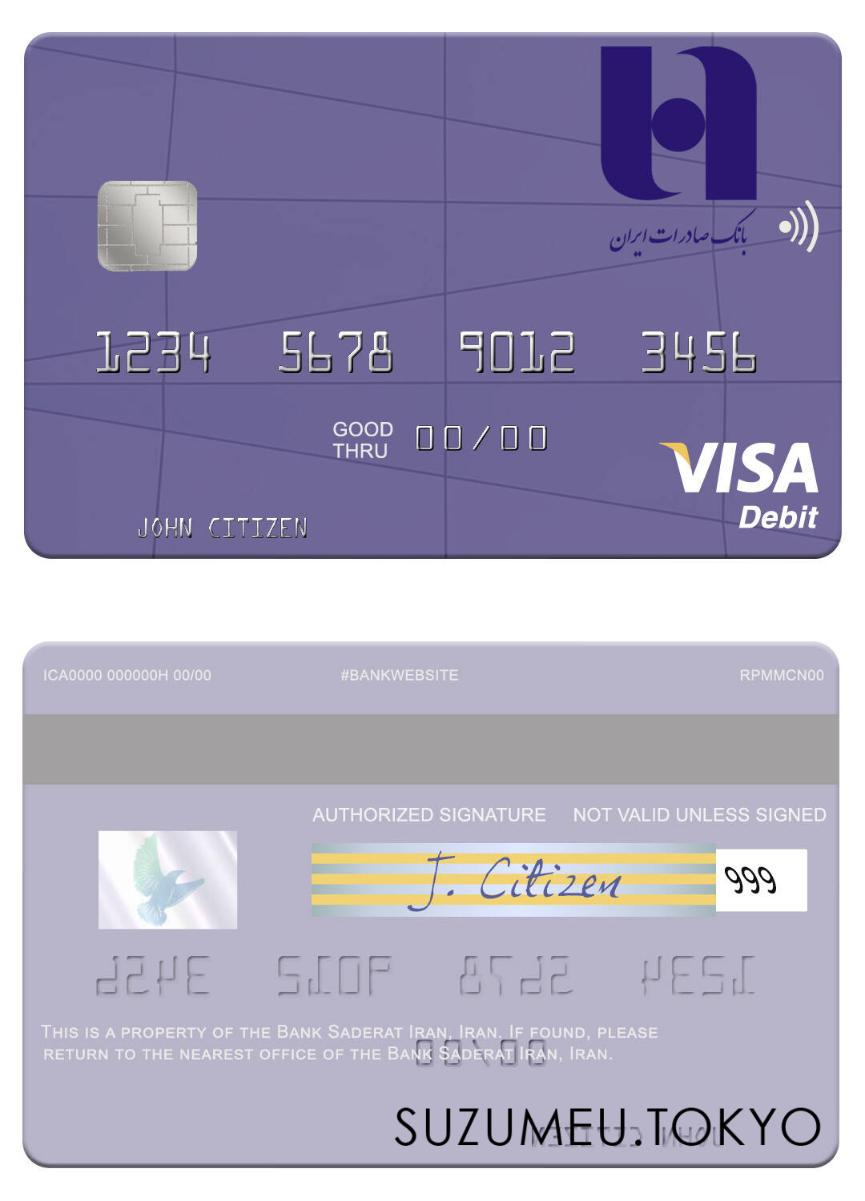 بانک صادرات ایران
1234 5678 9012 3456
GOOD THRU 00/00
VISA
Debit
JOHN CITIZEN
ICA0000 000000H 00/00 #BANKWEBSITE RPMMCN00
AUTHORIZED SIGNATURE NOT VALID UNLESS SIGNED
J. Citizen 999
THIS IS A PROPERTY OF THE BANK SADERAT IRAN, IRAN. IF FOUND, PLEASE
RETURN TO THE NEAREST OFFICE OF THE BANK SADERAT IRAN, IRAN.
SUZUMEU.TOKYO